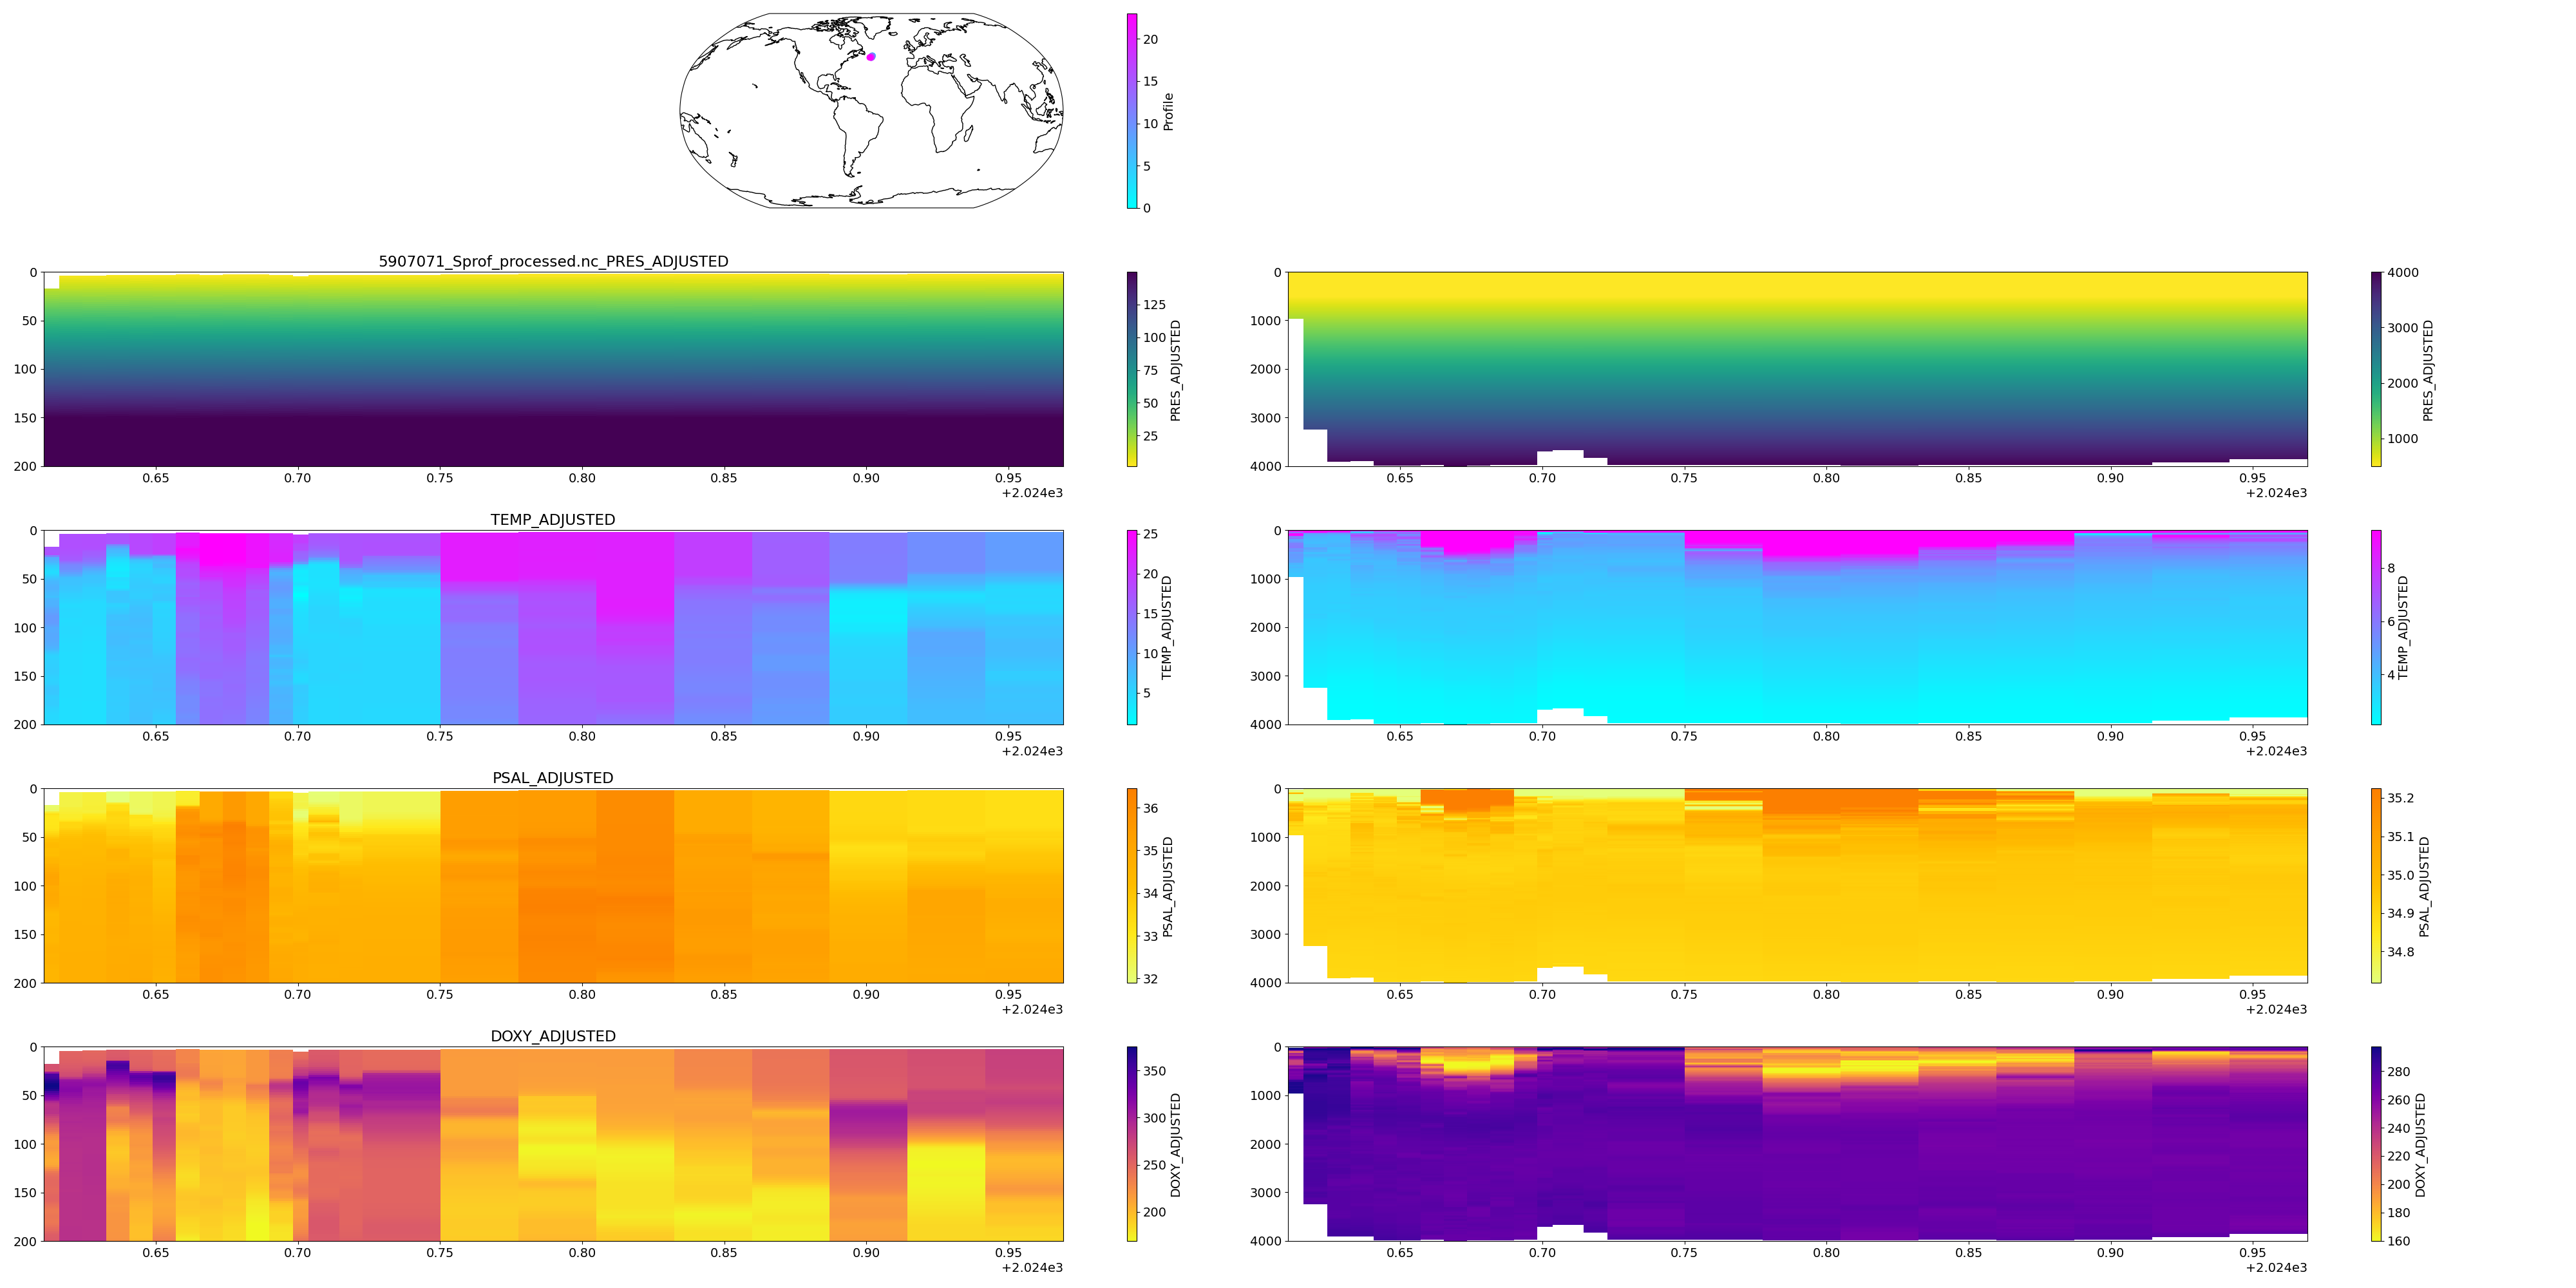 20
15
10
5
0
Profile
5907071_Sprof_processed.nc_PRES_ADJUSTED
0
50
100
150
200
0.65 0.70 0.75 0.80 0.85 0.90 0.95
+2.024e3
125
100
75
50
25
PRES_ADJUSTED
0
1000
2000
3000
4000
0.65 0.70 0.75 0.80 0.85 0.90 0.95
+2.024e3
4000
3000
2000
1000
PRES_ADJUSTED
TEMP_ADJUSTED
0
50
100
150
200
0.65 0.70 0.75 0.80 0.85 0.90 0.95
+2.024e3
25
20
15
10
5
TEMP_ADJUSTED
0
1000
2000
3000
4000
0.65 0.70 0.75 0.80 0.85 0.90 0.95
+2.024e3
8
6
4
TEMP_ADJUSTED
PSAL_ADJUSTED
0
50
100
150
200
0.65 0.70 0.75 0.80 0.85 0.90 0.95
+2.024e3
36
35
34
33
32
PSAL_ADJUSTED
0
1000
2000
3000
4000
0.65 0.70 0.75 0.80 0.85 0.90 0.95
+2.024e3
35.2
35.1
35.0
34.9
34.8
PSAL_ADJUSTED
DOXY_ADJUSTED
0
50
100
150
200
0.65 0.70 0.75 0.80 0.85 0.90 0.95
+2.024e3
350
300
250
200
DOXY_ADJUSTED
0
1000
2000
3000
4000
0.65 0.70 0.75 0.80 0.85 0.90 0.95
+2.024e3
280
260
240
220
200
180
160
DOXY_ADJUSTED